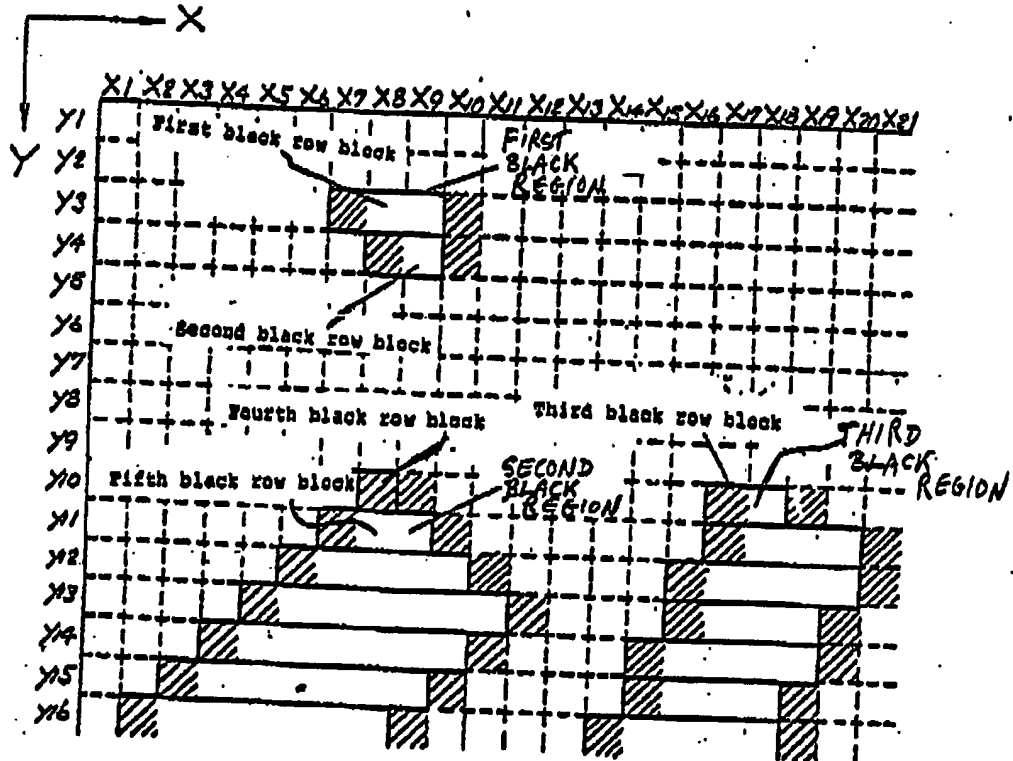 X
X1 X2 X3 X4 X5 X6 X7 X8 X9 X10 X11 X12 X13 X14 X15 X16 X17 X18 X19 X20 X21
Y
Y1
First black row block
FIRST
BLACK
REGION
Y2
Y3
Y4
Y5
Y6
Second black row block
Y7
Y8
Fourth black row block
Third black row block
Y9
THIRD
BLACK
REGION
Y10
Fifth black row block
SECOND
BLACK
REGION
Y11
Y12
Y13
Y14
Y15
Y16